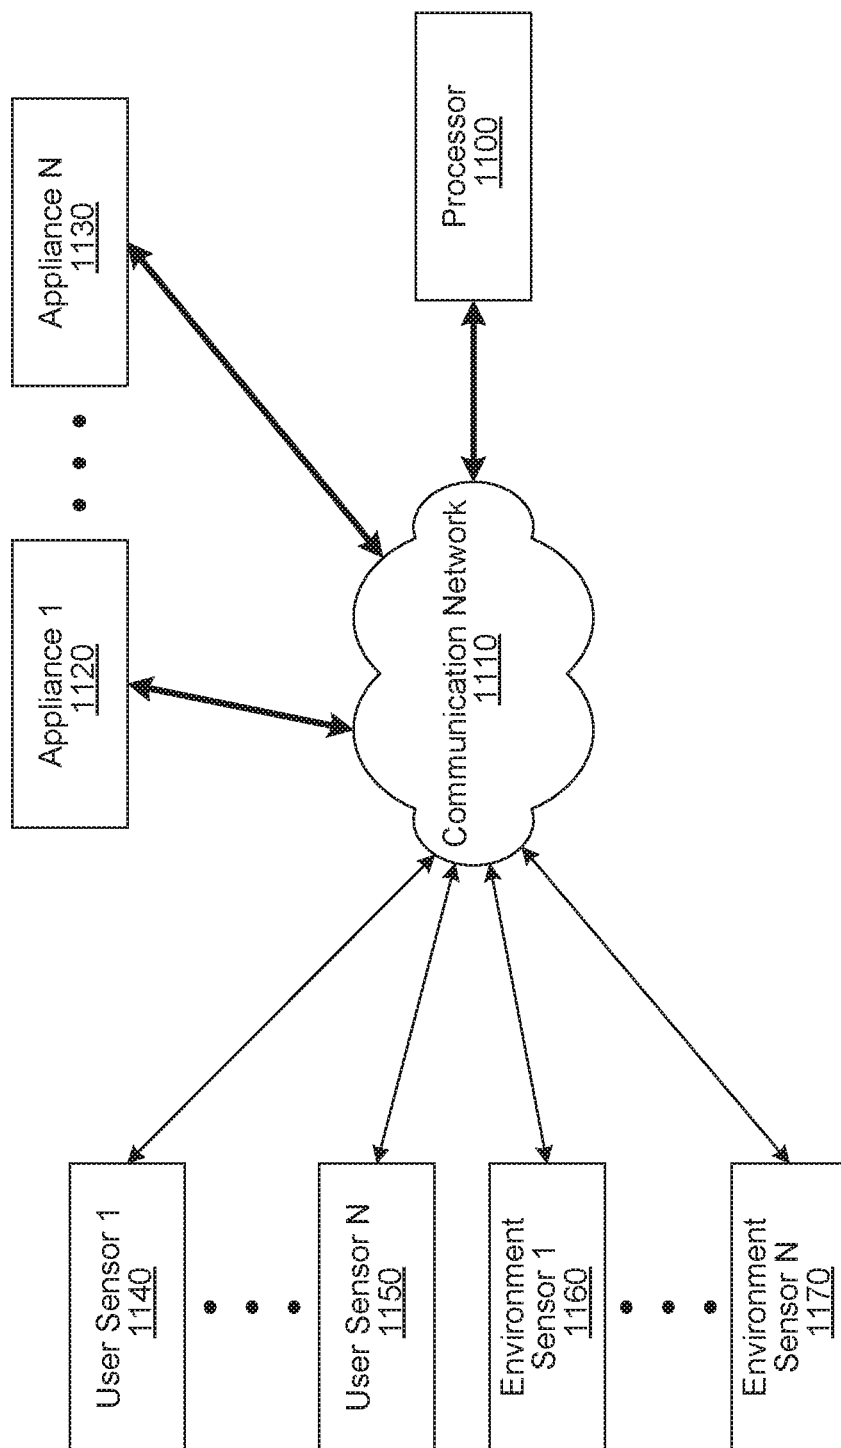 Appliance 1
1120
Appliance N
1130
User Sensor 1
1140
User Sensor N
1150
Environment
Sensor 1
1160
Environment
Sensor N
1170
Communication Network
1110
Processor
1100